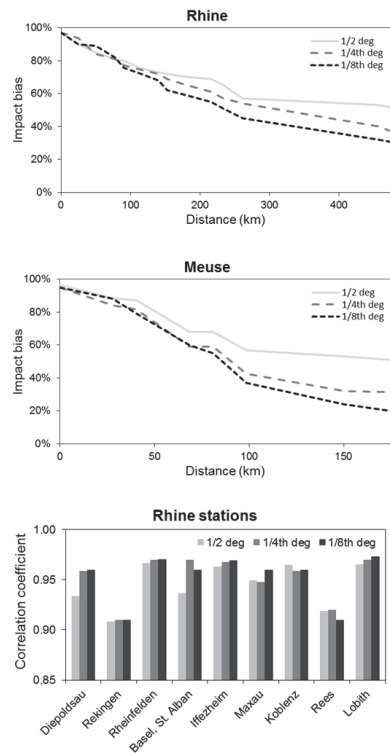 Rhine
100%
80%
60%
40%
20%
0%
Impact bias
1/2 deg
1/4th deg
1/8th deg
0 100 200 300 400
Distance (km)
Meuse
100%
80%
60%
40%
20%
0%
Impact bias
1/2 deg
1/4th deg
1/8th deg
0 50 100 150
Distance (km)
Rhine stations
1.00
0.95
0.90
0.85
Correlation coefficient
1/2 deg 1/4th deg 1/8th deg
Diepoldsau
Rekingen
Rheinfelden
Basel, St. Alban
Iffezheim
Maxau
Koblenz
Rees
Lobith